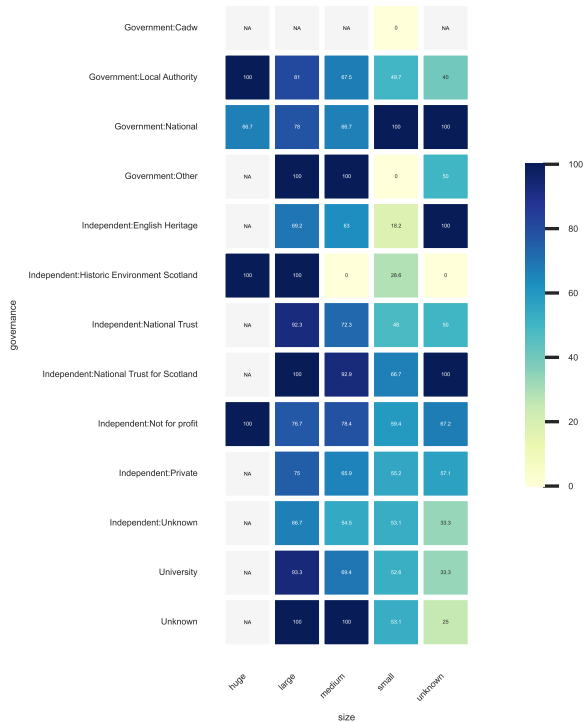 governance
Government:Cadw NA NA NA 0 NA
Government:Local Authority 100 81 67.5 49.7 40
Government:National 66.7 78 66.7 100 100
Government:Other NA 100 100 0 50
Independent:English Heritage NA 69.2 63 18.2 100
Independent:Historic Environment Scotland 100 100 0 28.6 0
Independent:National Trust NA 92.3 72.3 48 50
Independent:National Trust for Scotland NA 100 92.9 66.7 100
Independent:Not for profit 100 76.7 78.4 59.4 67.2
Independent:Private NA 75 65.9 55.2 57.1
Independent:Unknown NA 66.7 54.5 53.1 33.3
University NA 93.3 69.4 52.6 33.3
Unknown NA 100 100 53.1 25
huge large medium small unknown
size
100
80
60
40
20
0